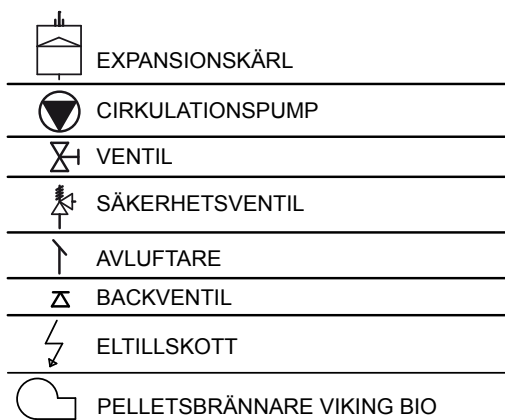 EXPANSIONSKÄRL
CIRKULATIONSPUMP
VENTIL
SÄKERHETSVENTIL
AVLUFTARE
BACKVENTIL
ELTILLSKOTT
PELLETSBRÄNNARE VIKING BIO